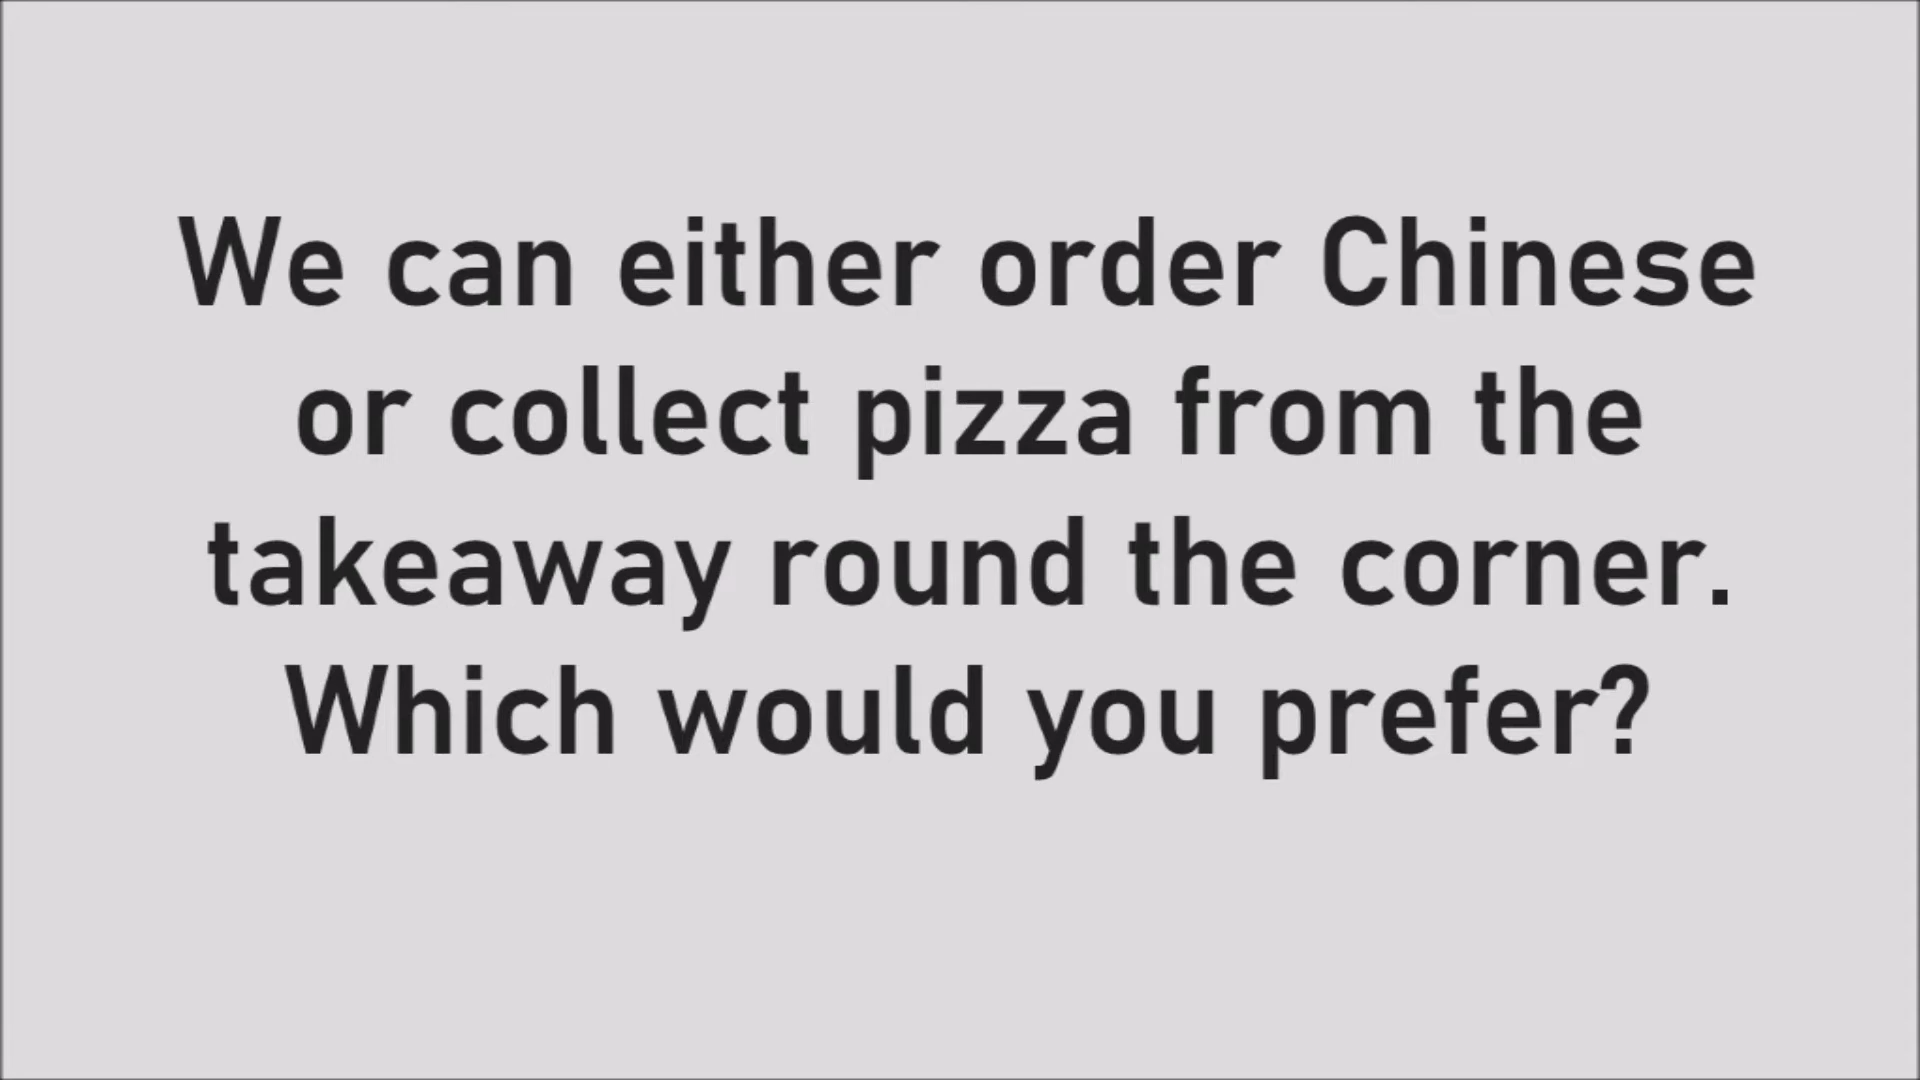 We can either order Chinese
or collect pizza from the
takeaway round the corner.
Which would you prefer?